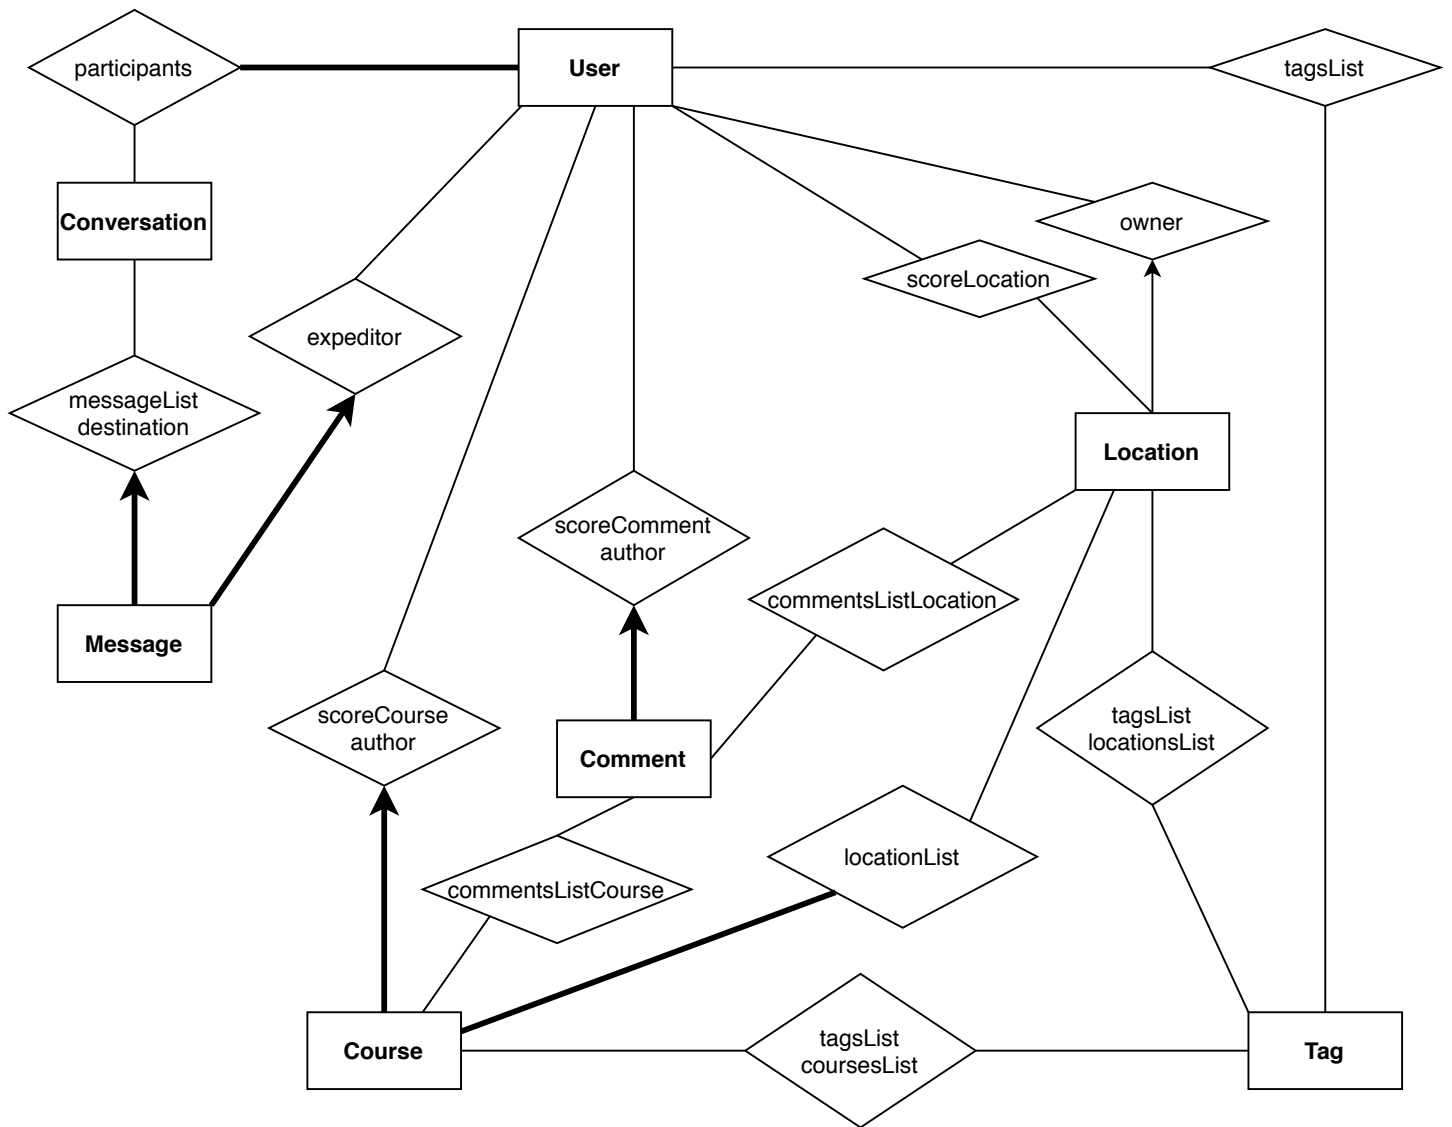 participants
User
tagsList
Conversation
owner
scoreLocation
expeditor
messageList
destination
Location
scoreComment
author
commentsListLocation
Message
scoreCourse
author
tagsList
locationsList
Comment
locationList
commentsListCourse
Course
tagsList
coursesList
Tag